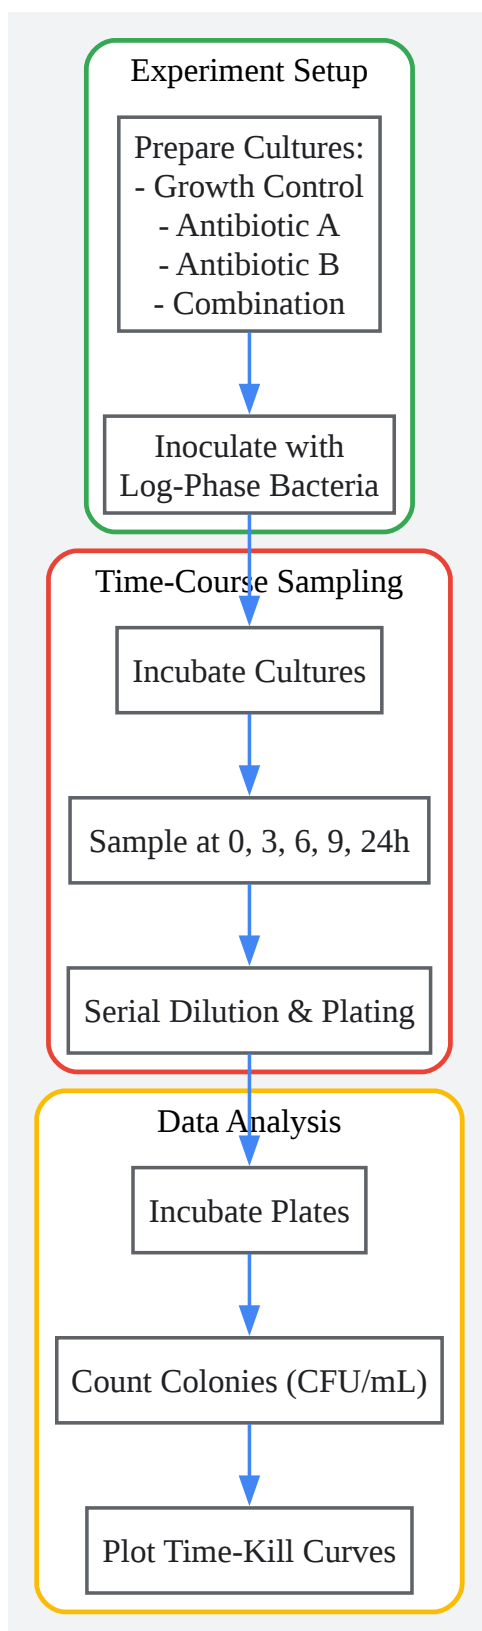 Experiment Setup
Prepare Cultures:
- Growth Control
- Antibiotic A
- Antibiotic B
- Combination
Inoculate with
Log-Phase Bacteria
Time-Course Sampling
Incubate Cultures
Sample at 0, 3, 6, 9, 24h
Serial Dilution & Plating
Data Analysis
Incubate Plates
Count Colonies (CFU/mL)
Plot Time-Kill Curves